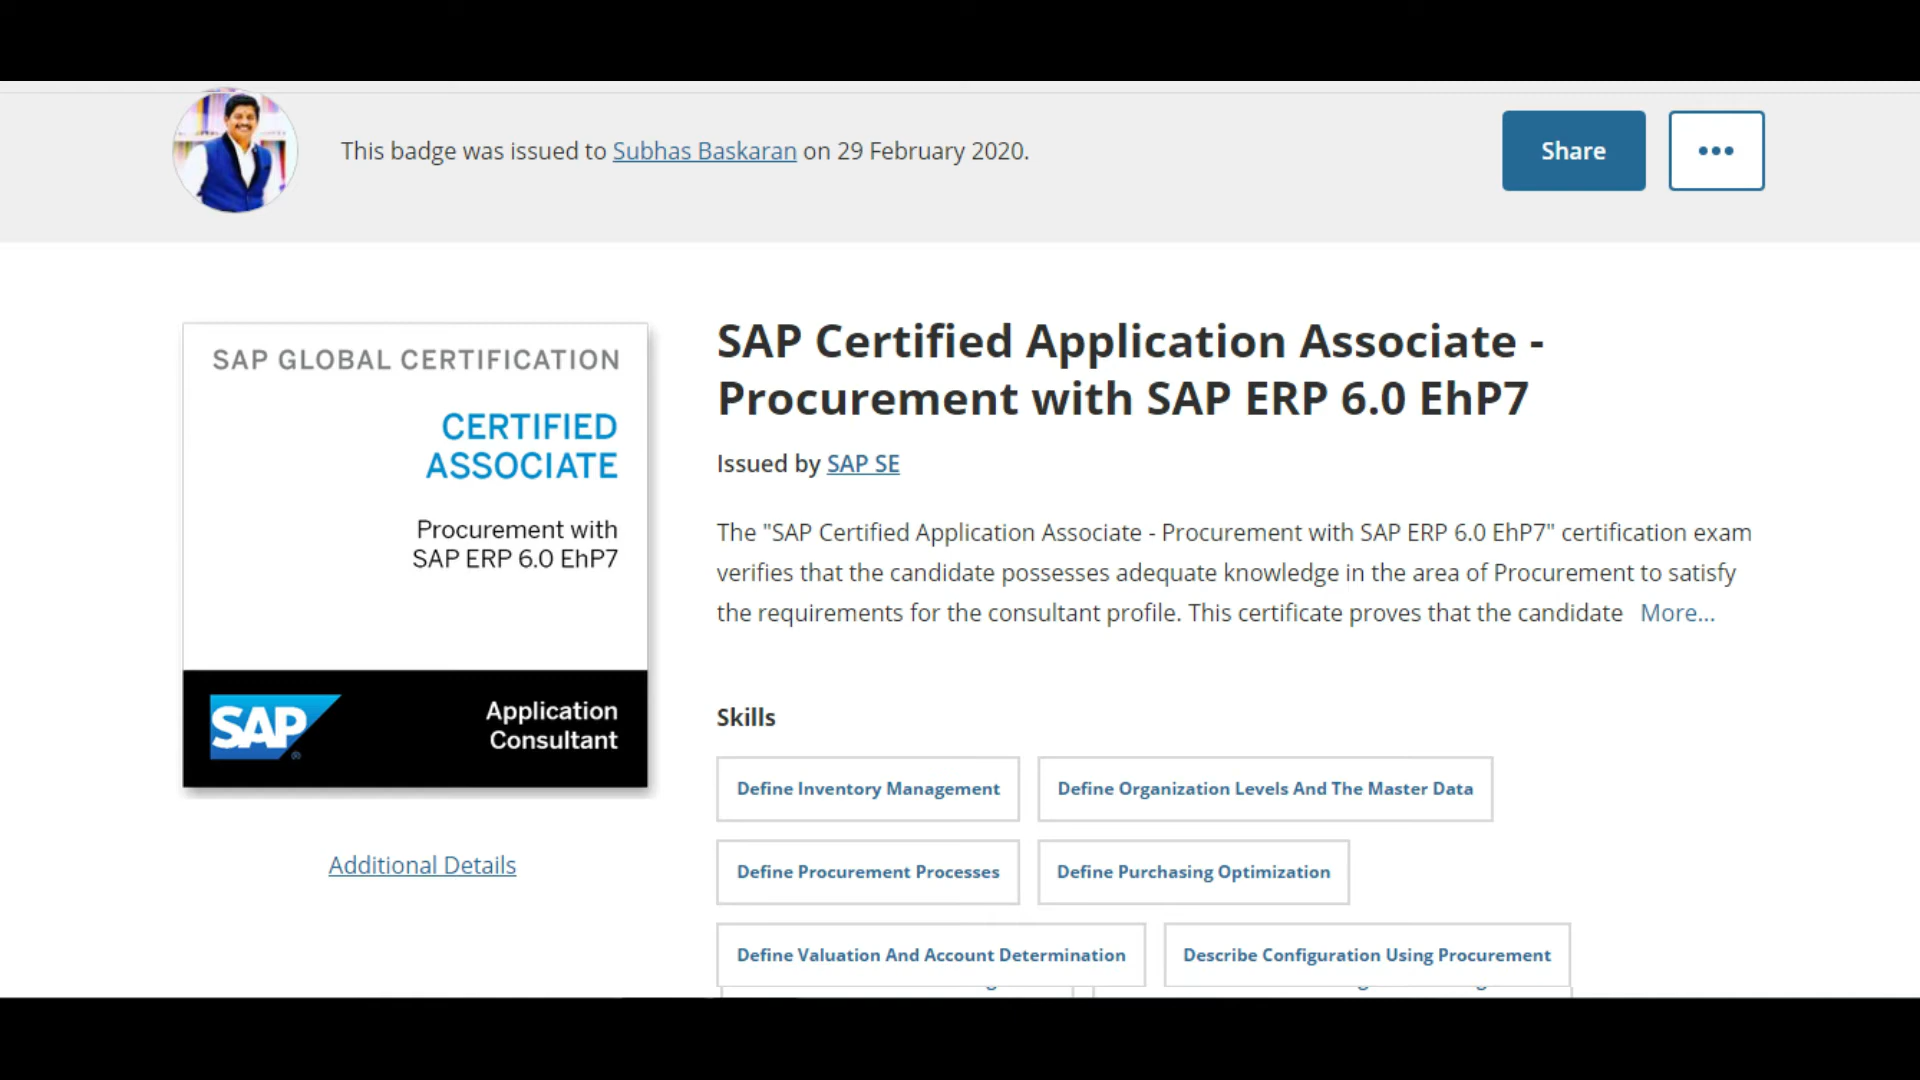 This badge was issued to Subhas Baskaran on 29 February 2020.
Share
SAP GLOBAL CERTIFICATION
CERTIFIED
ASSOCIATE
Procurement with
SAP ERP 6.0 EhP7
SAP
Application
Consultant
Additional Details
SAP Certified Application Associate -
Procurement with SAP ERP 6.0 EhP7
Issued by SAP SE
The "SAP Certified Application Associate - Procurement with SAP ERP 6.0 EhP7" certification exam
verifies that the candidate possesses adequate knowledge in the area of Procurement to satisfy
the requirements for the consultant profile. This certificate proves that the candidate More...
Skills
Define Inventory Management
Define Organization Levels And The Master Data
Define Procurement Processes
Define Purchasing Optimization
Define Valuation And Account Determination
Describe Configuration Using Procurement